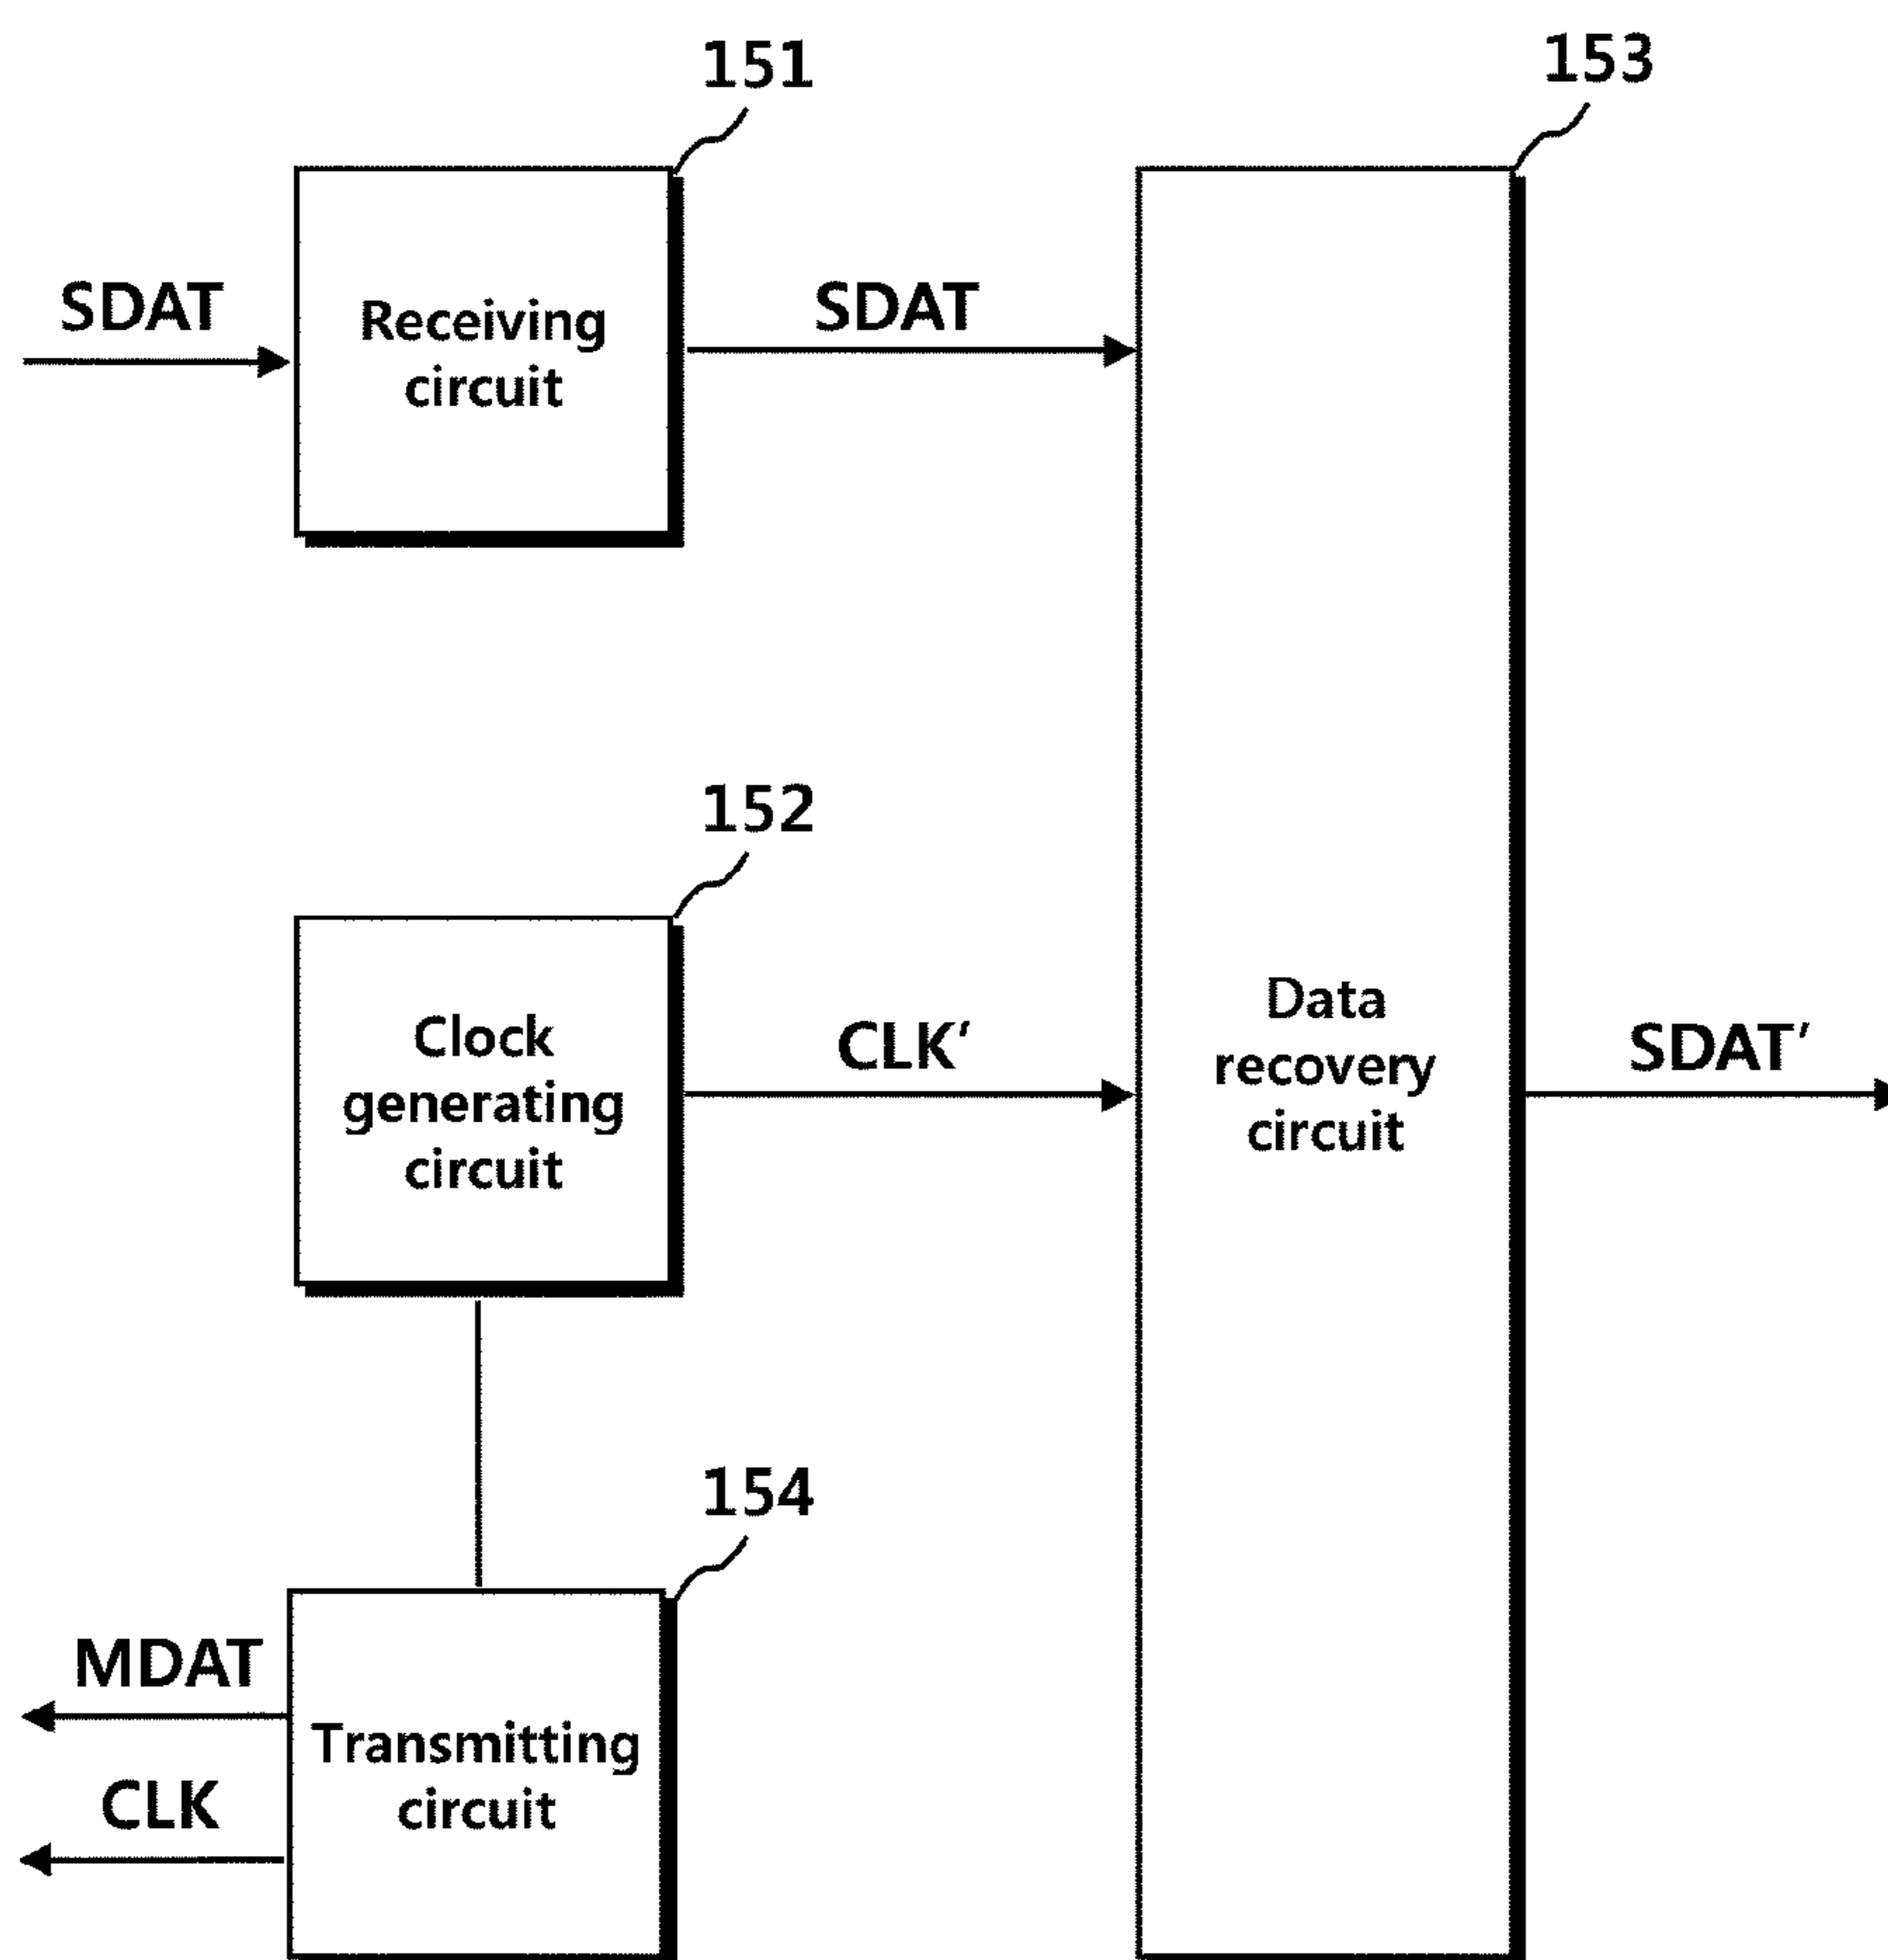 151
153
SDAT
Receiving
circuit
SDAT
152
Clock
generating
circuit
CLK′
Data
recovery
circuit
SDAT′
154
MDAT
Transmitting
circuit
CLK